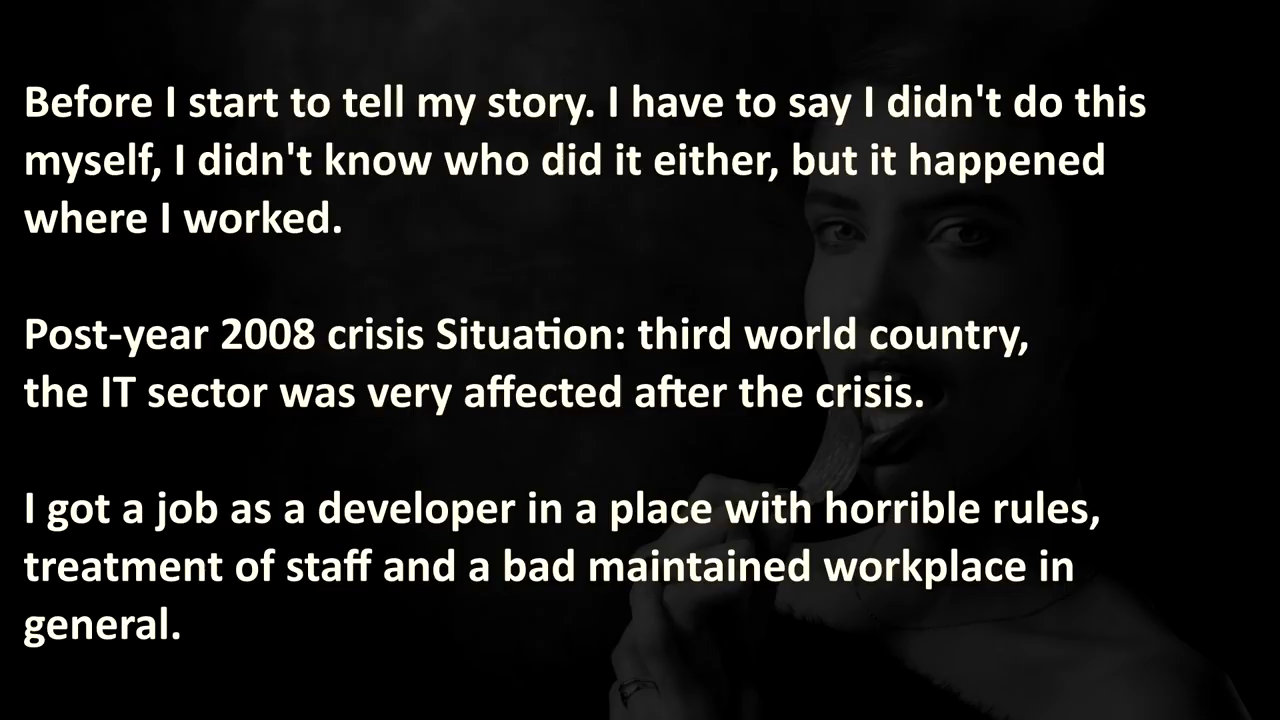 Before I start to tell my story. I have to say I didn't do this
myself, I didn't know who did it either, but it happened
where I worked.
Post-year 2008 crisis Situation: third world country,
the IT sector was very affected after the crisis.
I got a job as a developer in a place with horrible rules,
treatment of staff and a bad maintained workplace in
general.